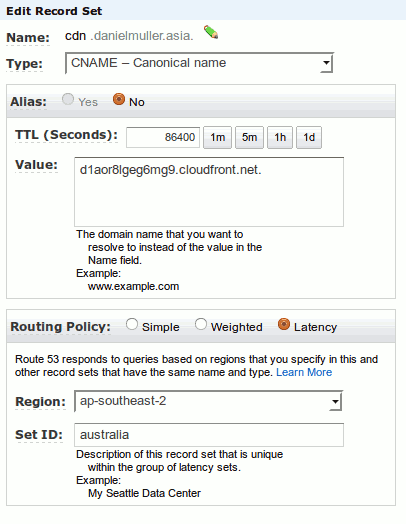 Edit Record Set
Name: cdn .danielmuller.asia.
Type: CNAME – Canonical name
Alias: Yes No
TTL (Seconds): 86400 1m 5m 1h 1d
Value: d1aor8lgeg6mg9.cloudfront.net.
The domain name that you want to
resolve to instead of the value in the
Name field.
Example:
www.example.com
Routing Policy: Simple Weighted Latency
Route 53 responds to queries based on regions that you specify in this and
other record sets that have the same name and type. Learn More
Region: ap-southeast-2
Set ID: australia
Description of this record set that is unique
within the group of latency sets.
Example:
My Seattle Data Center